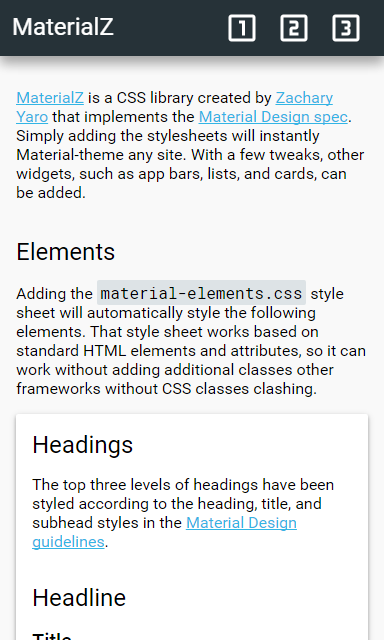 MaterialZ 1 2 3
MaterialZ is a CSS library created by Zachary
Yaro that implements the Material Design spec.
Simply adding the stylesheets will instantly
Material-theme any site. With a few tweaks, other
widgets, such as app bars, lists, and cards, can
be added.
Elements
Adding the material-elements.css style
sheet will automatically style the following
elements. That style sheet works based on
standard HTML elements and attributes, so it can
work without adding additional classes other
frameworks without CSS classes clashing.
Headings
The top three levels of headings have been
styled according to the heading, title, and
subhead styles in the Material Design
guidelines.
Headline
Title